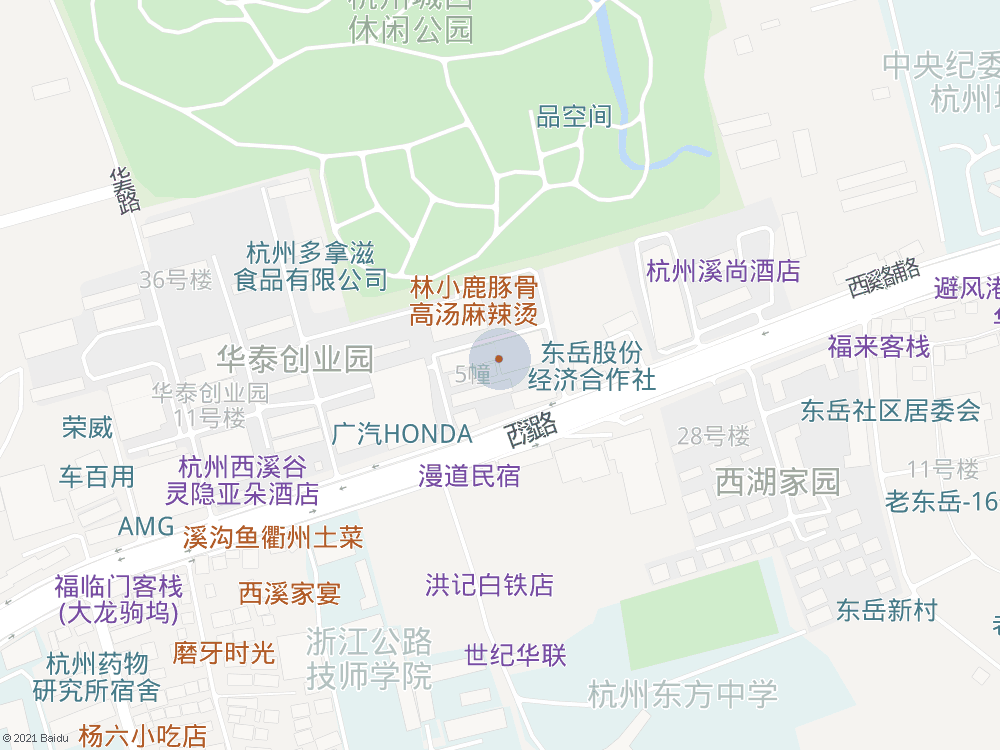 杭州城西
休闲公园
中央纪委
杭州
品空间
华泰路
杭州多拿滋
食品有限公司
36号楼
林小鹿豚骨
高汤麻辣烫
杭州溪尚酒店
西溪路辅路
避风港
华泰创业园
5幢
东岳股份
经济合作社
福来客栈
华泰创业园
11号楼
荣威
广汽HONDA
西溪路
28号楼
东岳社区居委会
杭州西溪谷
灵隐亚朵酒店
车百用
漫道民宿
西湖家园
11号楼
老东岳-16
AMG
溪沟鱼衢州土菜
福临门客栈
(大龙驹坞)
西溪家宴
洪记白铁店
东岳新村
浙江公路
技师学院
磨牙时光
世纪华联
杭州药物
研究所宿舍
杭州东方中学
杨六小吃店
© 2021 Baidu